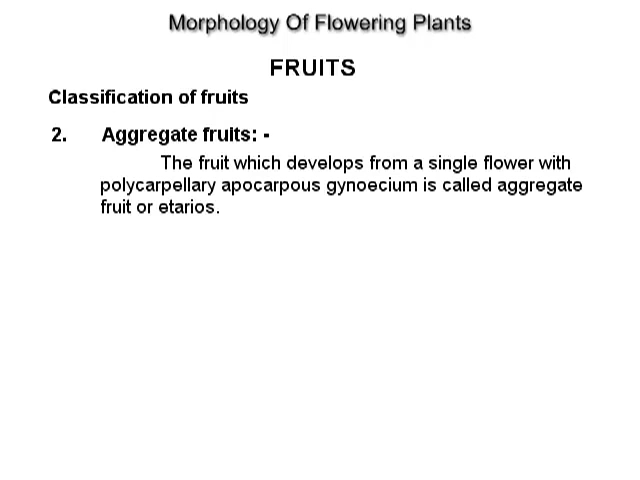 Morphology Of Flowering Plants
FRUITS
Classification of fruits
2. Aggregate fruits: -
The fruit which develops from a single flower with
polycarpellary apocarpous gynoecium is called aggregate
fruit or etarios.